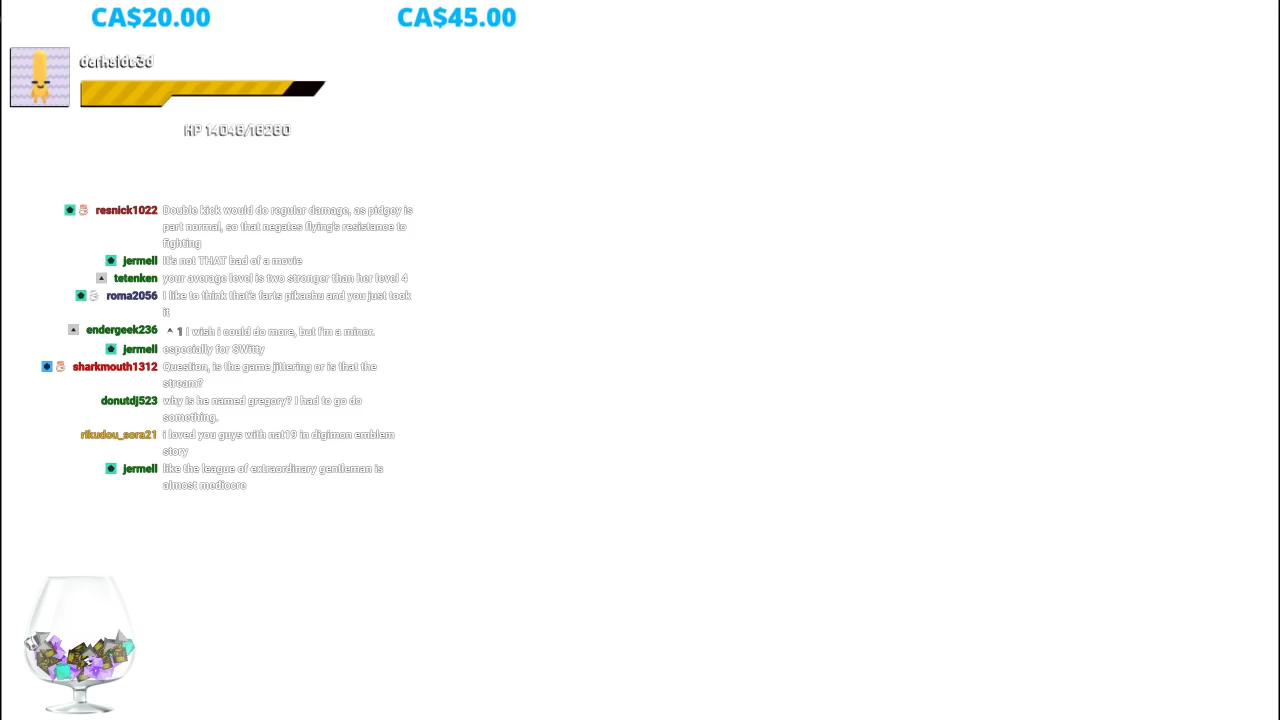 CA$20.00 CA$45.00
darkside3d
HP 14046/16260
resnick1022 Double kick would do regular damage, as pidgey is
part normal, so that negates flying's resistance to
fighting
jermell It's not THAT bad of a movie
tetenken your average level is two stronger than her level 4
roma2056 I like to think that's farts pikachu and you just took
it
endergeek236 1 I wish i could do more, but I'm a minor.
jermell especially for SWitty
sharkmouth1312 Question, is the game jittering or is that the
stream?
donutdj523 why is he named gregory? I had to go do
something.
rikudou_sora21 i loved you guys with nat19 in digimon emblem
story
jermell like the league of extraordinary gentleman is
almost mediocre